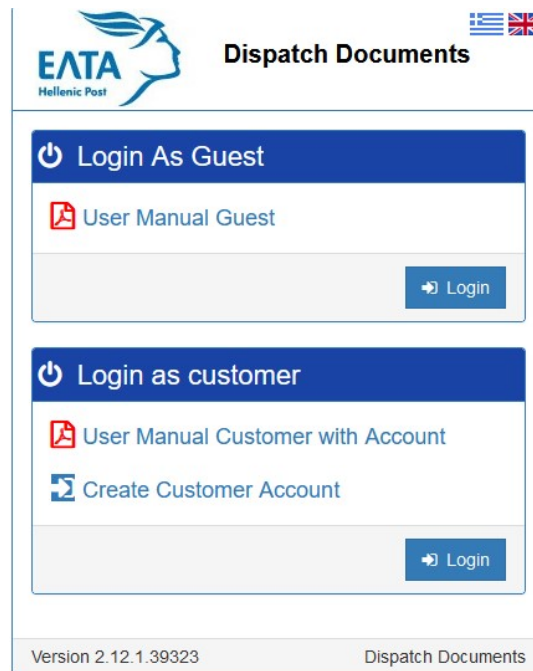 ΕΛΤΑ
Hellenic Post
Dispatch Documents
Login As Guest
User Manual Guest
Login
Login as customer
User Manual Customer with Account
Create Customer Account
Login
Version 2.12.1.39323 Dispatch Documents